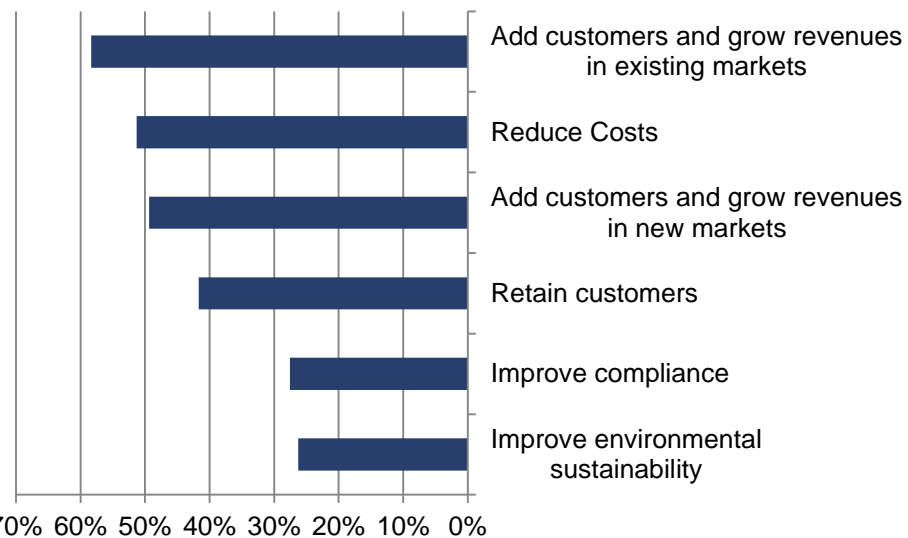 Add customers and grow revenues
in existing markets
Reduce Costs
Add customers and grow revenues
in new markets
Retain customers
Improve compliance
Improve environmental
sustainability
70% 60% 50% 40% 30% 20% 10% 0%